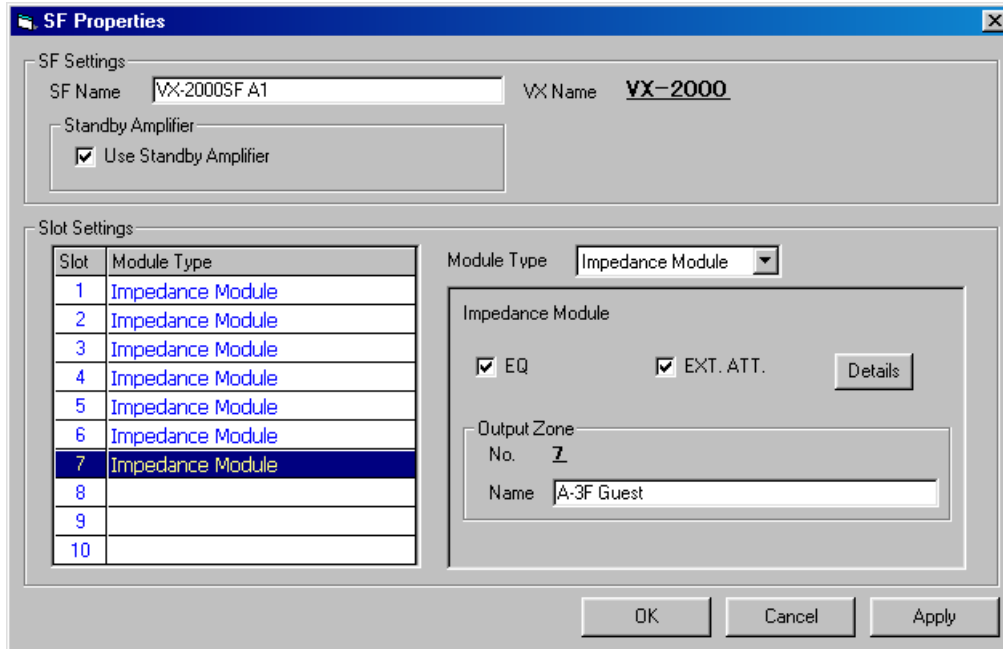 SF Properties
SF Settings
SF Name VX-2000SF A1 VX Name VX-2000
Standby Amplifier
Use Standby Amplifier
Slot Settings
Slot Module Type
1 Impedance Module
2 Impedance Module
3 Impedance Module
4 Impedance Module
5 Impedance Module
6 Impedance Module
7 Impedance Module
8
9
10
Module Type Impedance Module
Impedance Module
EQ EXT. ATT. Details
Output Zone
No. 7
Name A-3F Guest
OK Cancel Apply